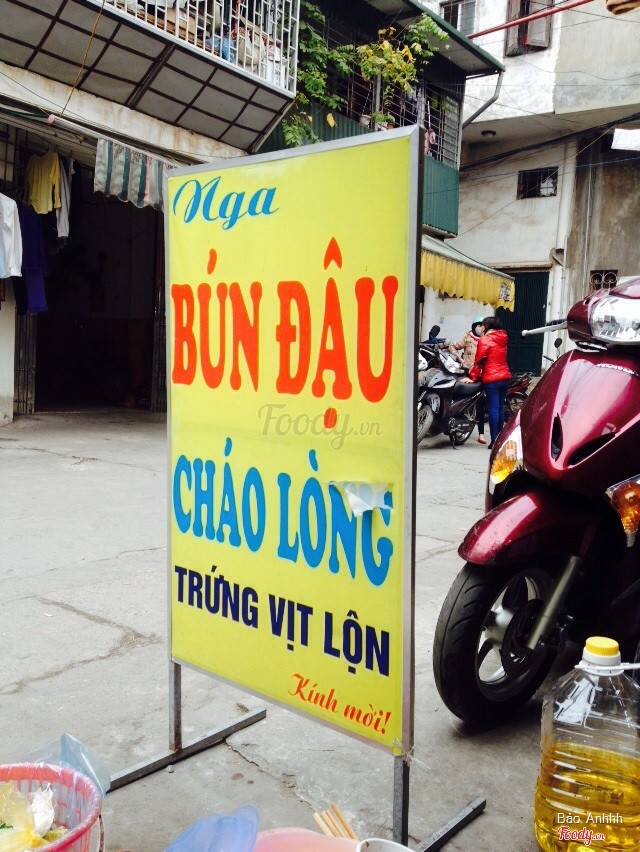 Nga
BÚN ĐẬU
Foody.vn
CHÁO LÒNG
TRỨNG VỊT LỘN
Kính mời!
Bảo Anhhh
Foody.vn